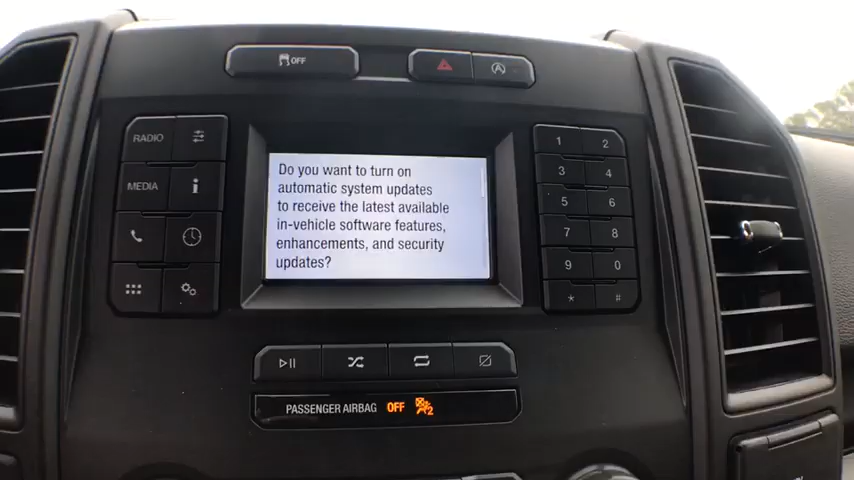 OFF
RADIO
MEDIA
Do you want to turn on
automatic system updates
to receive the latest available
in-vehicle software features,
enhancements, and security
updates?
1 2
3 4
5 6
7 8
9 0
* #
PASSENGER AIRBAG OFF 2